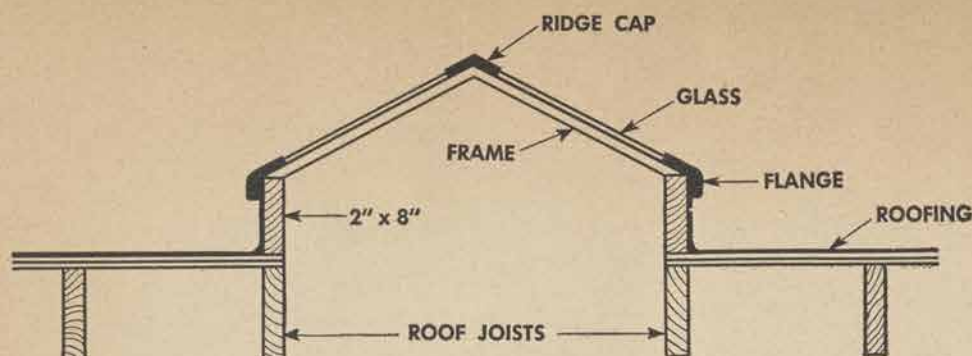 RIDGE CAP
GLASS
FRAME
FLANGE
2" x 8"
ROOFING
ROOF JOISTS